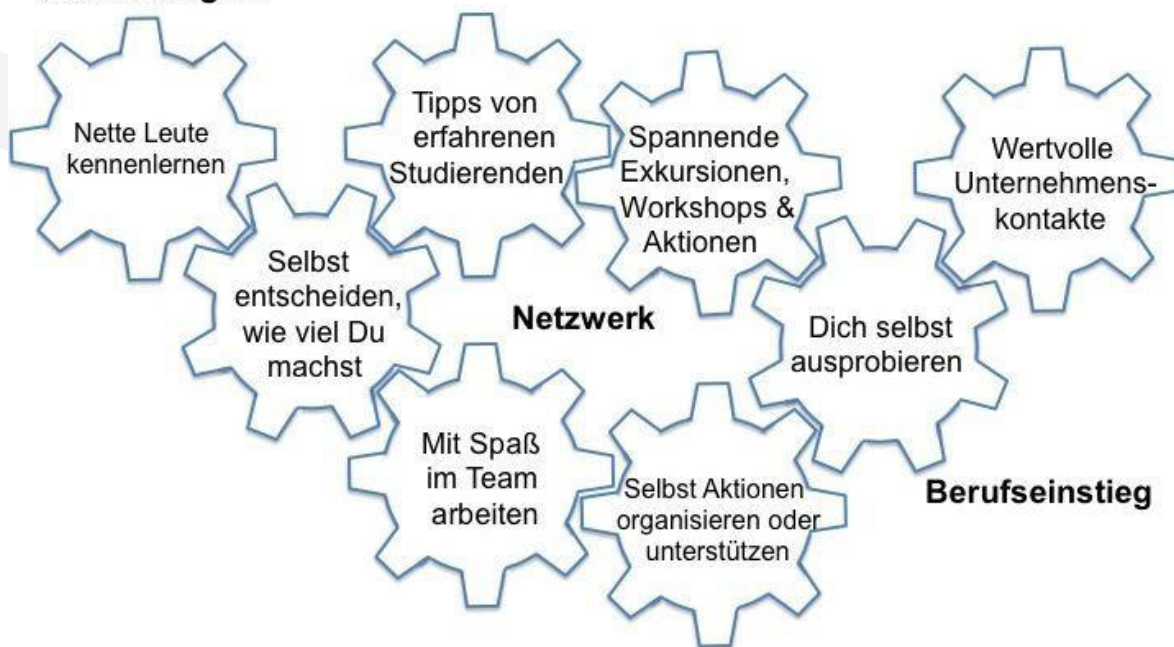 Nette Leute
kennenlernen
Tipps von
erfahrenen
Studierenden
Spannende
Exkursionen,
Workshops &
Aktionen
Wertvolle
Unternehmens-
kontakte
Selbst
entscheiden,
wie viel Du
machst
Netzwerk
Dich selbst
ausprobieren
Mit Spaß
im Team
arbeiten
Selbst Aktionen
organisieren oder
unterstützen
Berufseinstieg